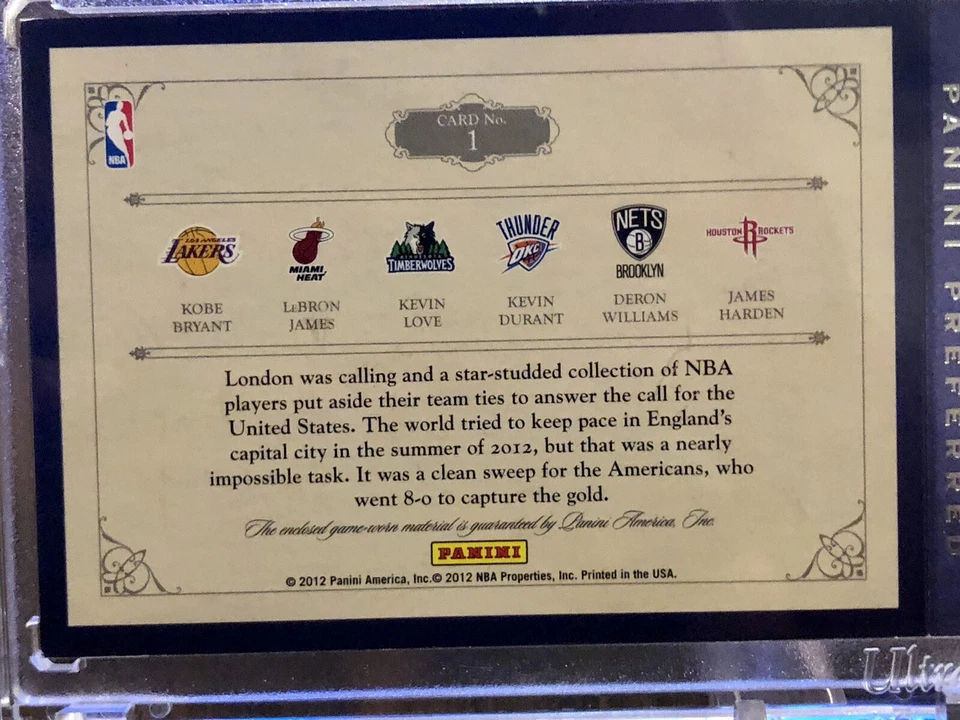 CARD No.
1
NBA
LOS ANGELES
LAKERS
MIAMI
HEAT
MINNESOTA
TIMBERWOLVES
THUNDER
OKC
NETS
B
BROOKLYN
HOUSTON R ROCKETS
KOBE
BRYANT
LeBRON
JAMES
KEVIN
LOVE
KEVIN
DURANT
DERON
WILLIAMS
JAMES
HARDEN
London was calling and a star-studded collection of NBA
players put aside their team ties to answer the call for the
United States. The world tried to keep pace in England's
capital city in the summer of 2012, but that was a nearly
impossible task. It was a clean sweep for the Americans, who
went 8-0 to capture the gold.
The enclosed game-worn material is guaranteed by Panini America, Inc.
PANINI
© 2012 Panini America, Inc.© 2012 NBA Properties, Inc. Printed in the USA.
PANINI PREFERRED